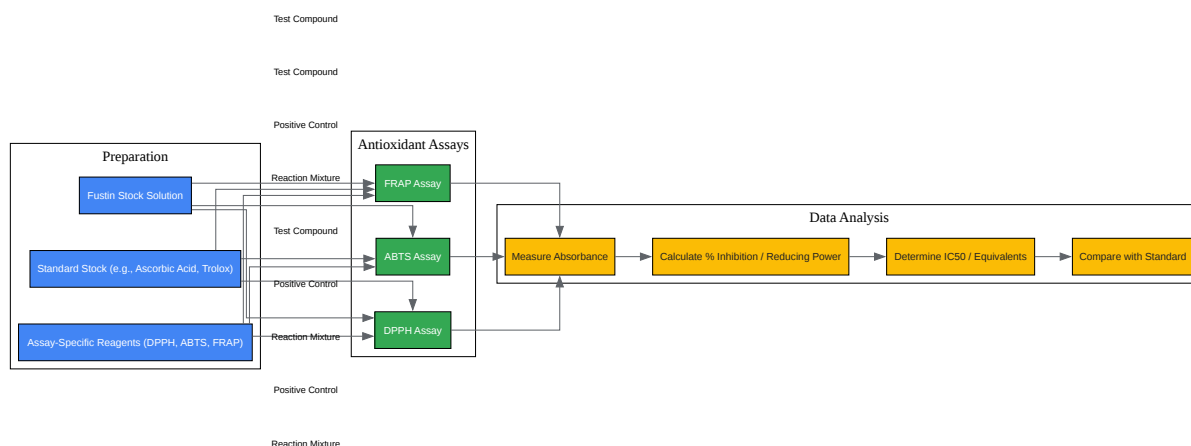 Test Compound
Test Compound
Positive Control
Preparation
Fustin Stock Solution
Standard Stock (e.g., Ascorbic Acid, Trolox)
Assay-Specific Reagents (DPPH, ABTS, FRAP)
Reaction Mixture
Test Compound
Positive Control
Reaction Mixture
Positive Control
Reaction Mixture
Antioxidant Assays
FRAP Assay
ABTS Assay
DPPH Assay
Data Analysis
Measure Absorbance
Calculate % Inhibition / Reducing Power
Determine IC50 / Equivalents
Compare with Standard